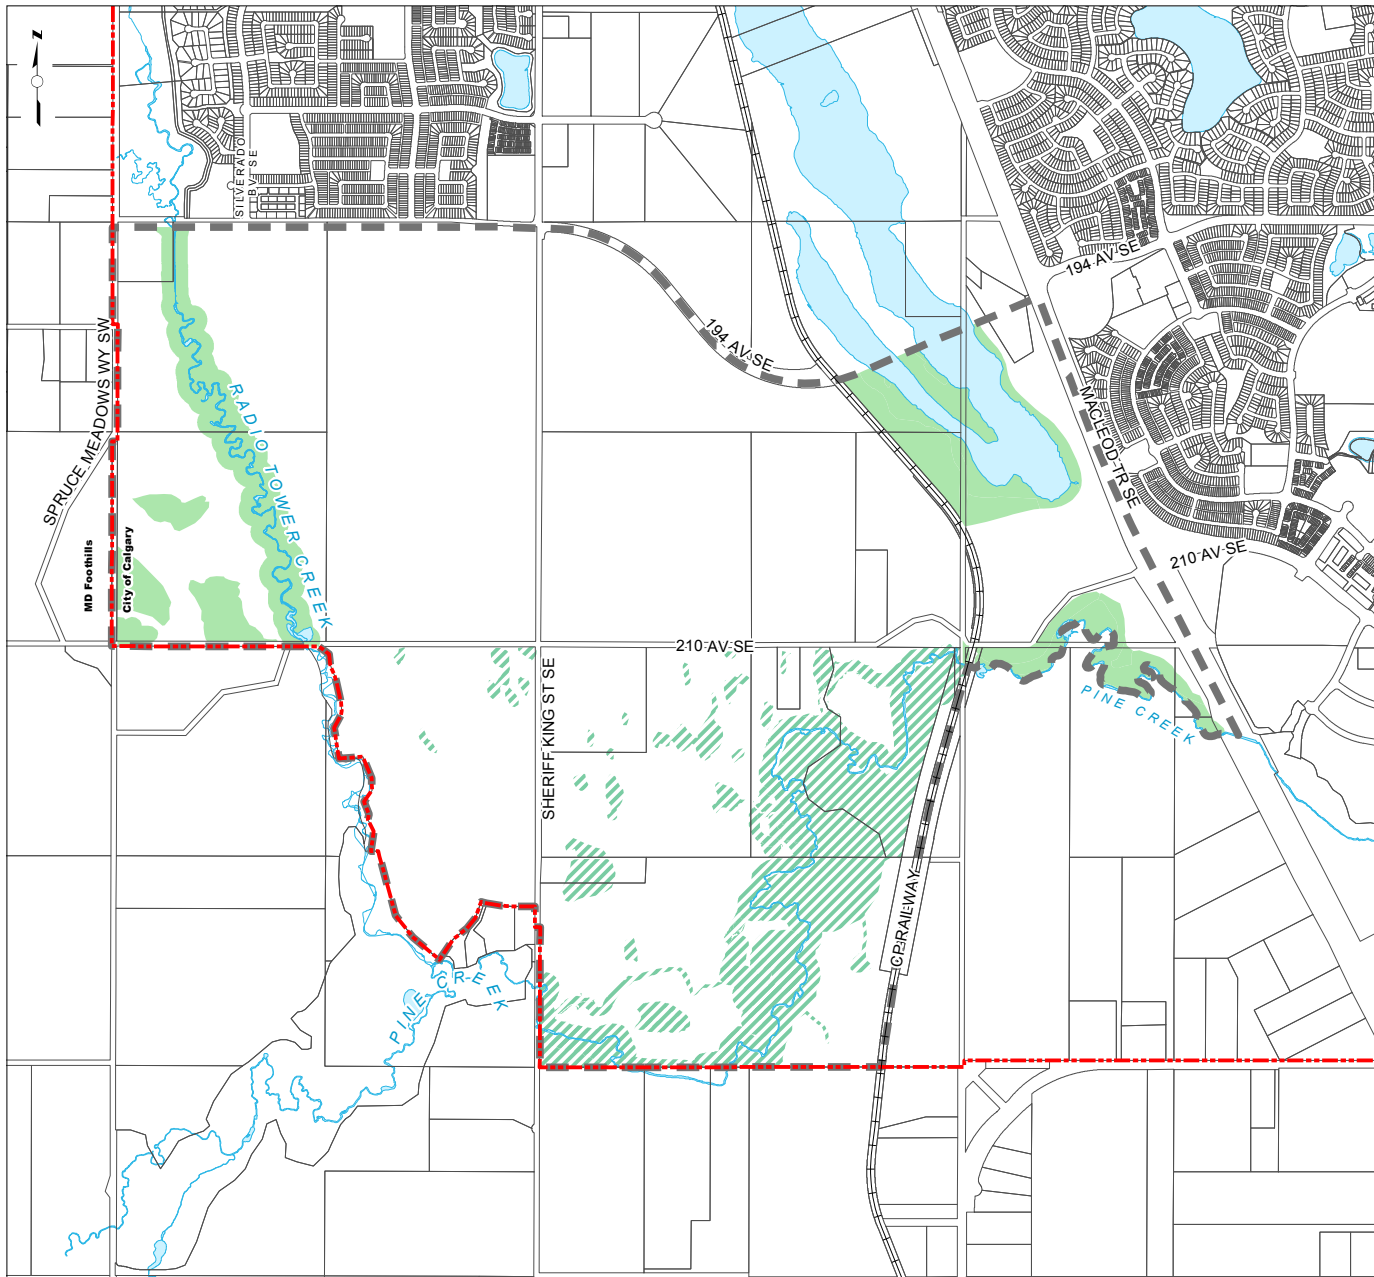 Z
SILVERADO
BV SE
194 AV SE
194 AV SE
SPRUCE MEADOWS WY SW
RADIO TOWER CREEK
MACLEOD TR SE
MD Foothills
City of Calgary
210 AV SE
210 AV SE
SHERIFF KING ST SE
PINE CREEK
CP RAILWAY
PINE CREEK